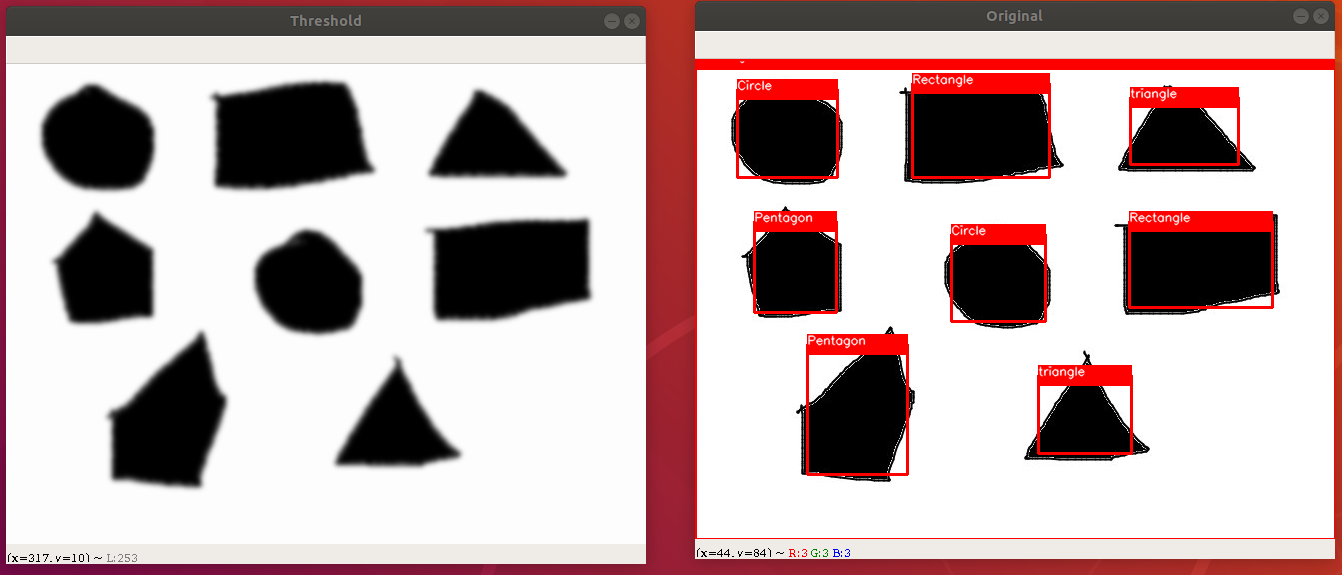 Threshold
Original
Circle
Rectangle
triangle
Pentagon
Circle
Rectangle
Pentagon
triangle
(x=317, y=10) ~ L:253
(x=44, y=84) ~ R:3 G:3 B:3